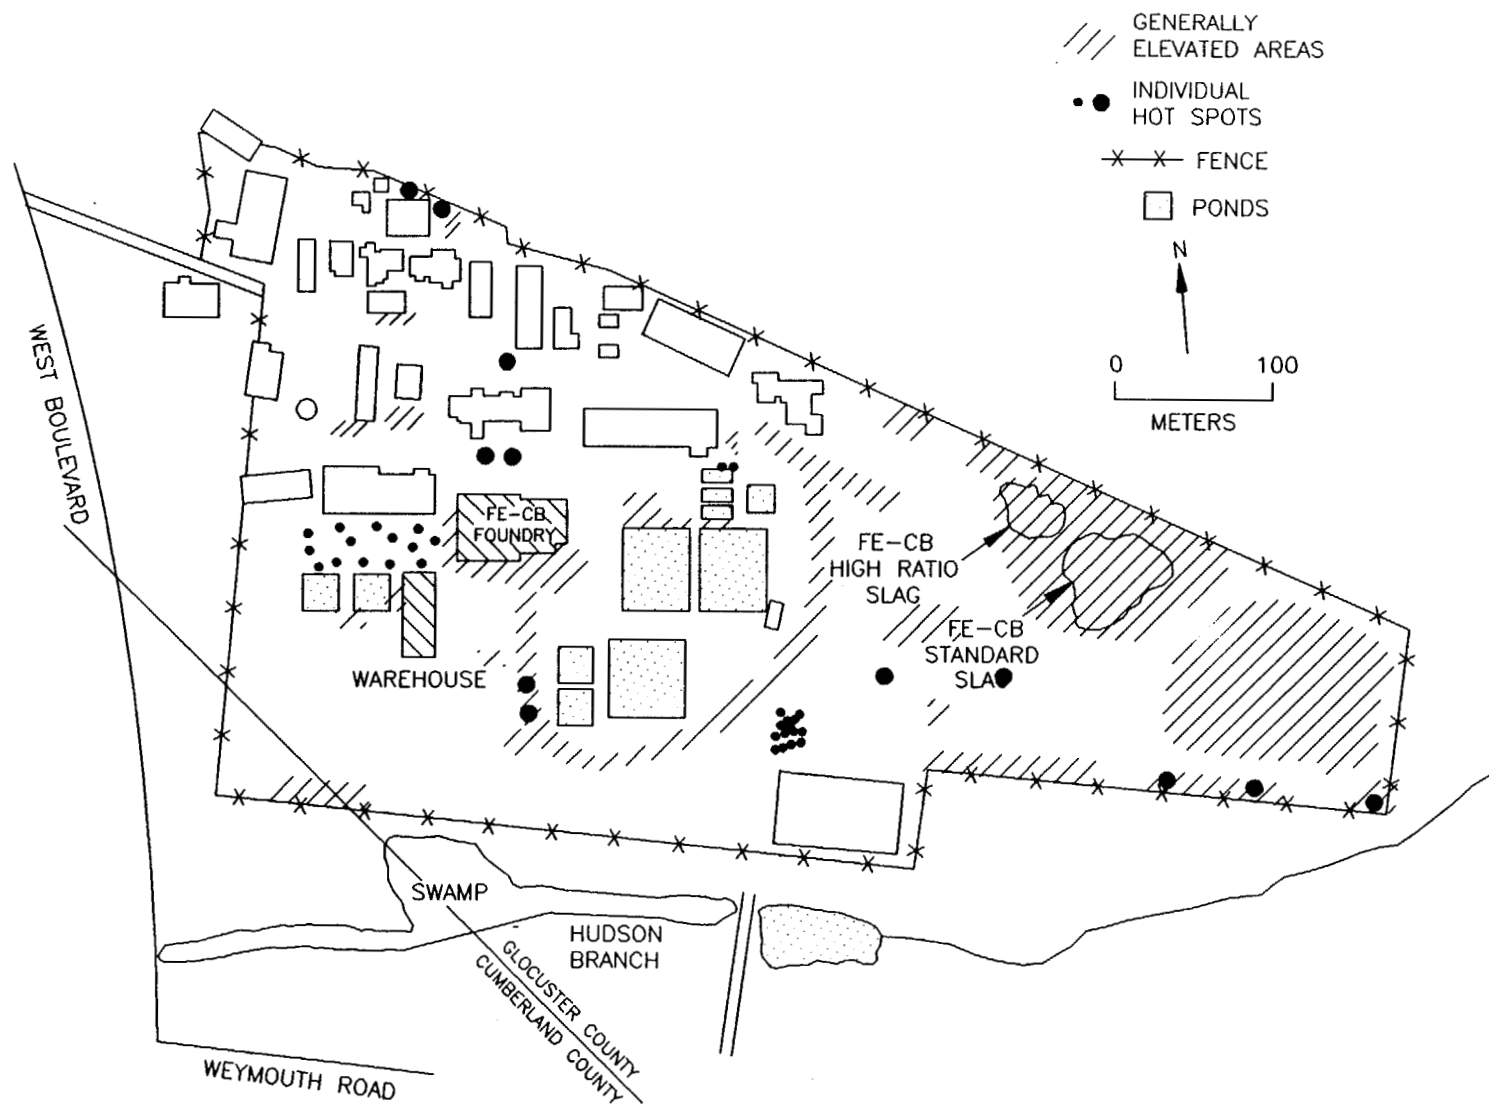 GENERALLY
ELEVATED AREAS
INDIVIDUAL
HOT SPOTS
FENCE
PONDS
N
0 100
METERS
WEST BOULEVARD
FE-CB
FOUNDRY
FE-CB
HIGH RATIO
SLAG
FE-CB
STANDARD
SLAG
WAREHOUSE
SWAMP
HUDSON
BRANCH
GLOCUSTER COUNTY
CUMBERLAND COUNTY
WEYMOUTH ROAD